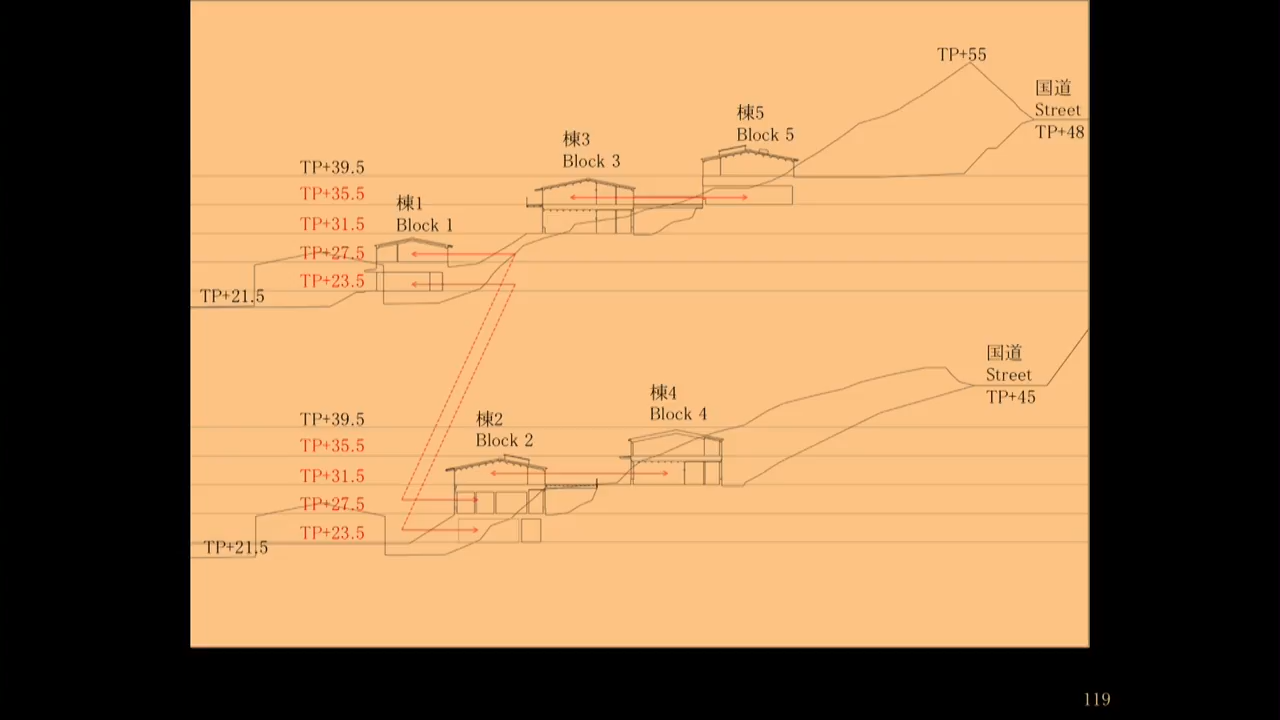 TP+55
国道
Street
TP+48
棟5
Block 5
棟3
Block 3
TP+39.5
TP+35.5
棟1
Block 1
TP+31.5
TP+27.5
TP+23.5
TP+21.5
国道
Street
TP+45
棟4
Block 4
棟2
Block 2
TP+39.5
TP+35.5
TP+31.5
TP+27.5
TP+23.5
TP+21.5
119